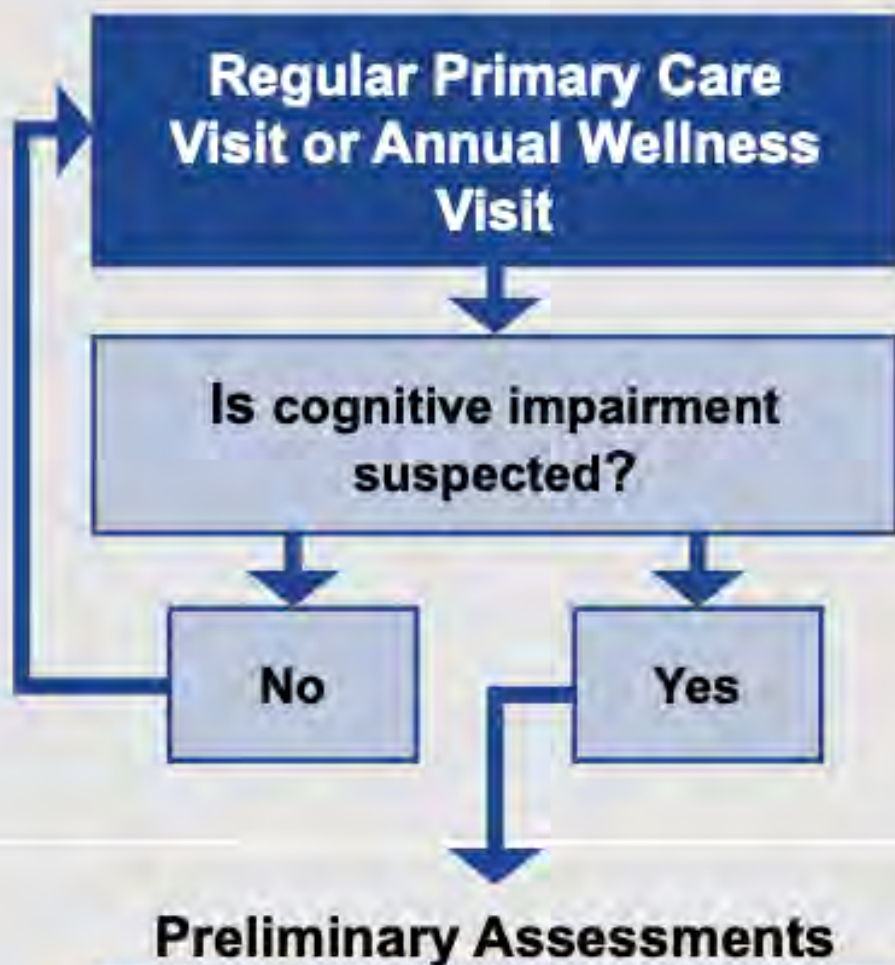 Regular Primary Care
Visit or Annual Wellness
Visit
Is cognitive impairment
suspected?
No
Yes
Preliminary Assessments